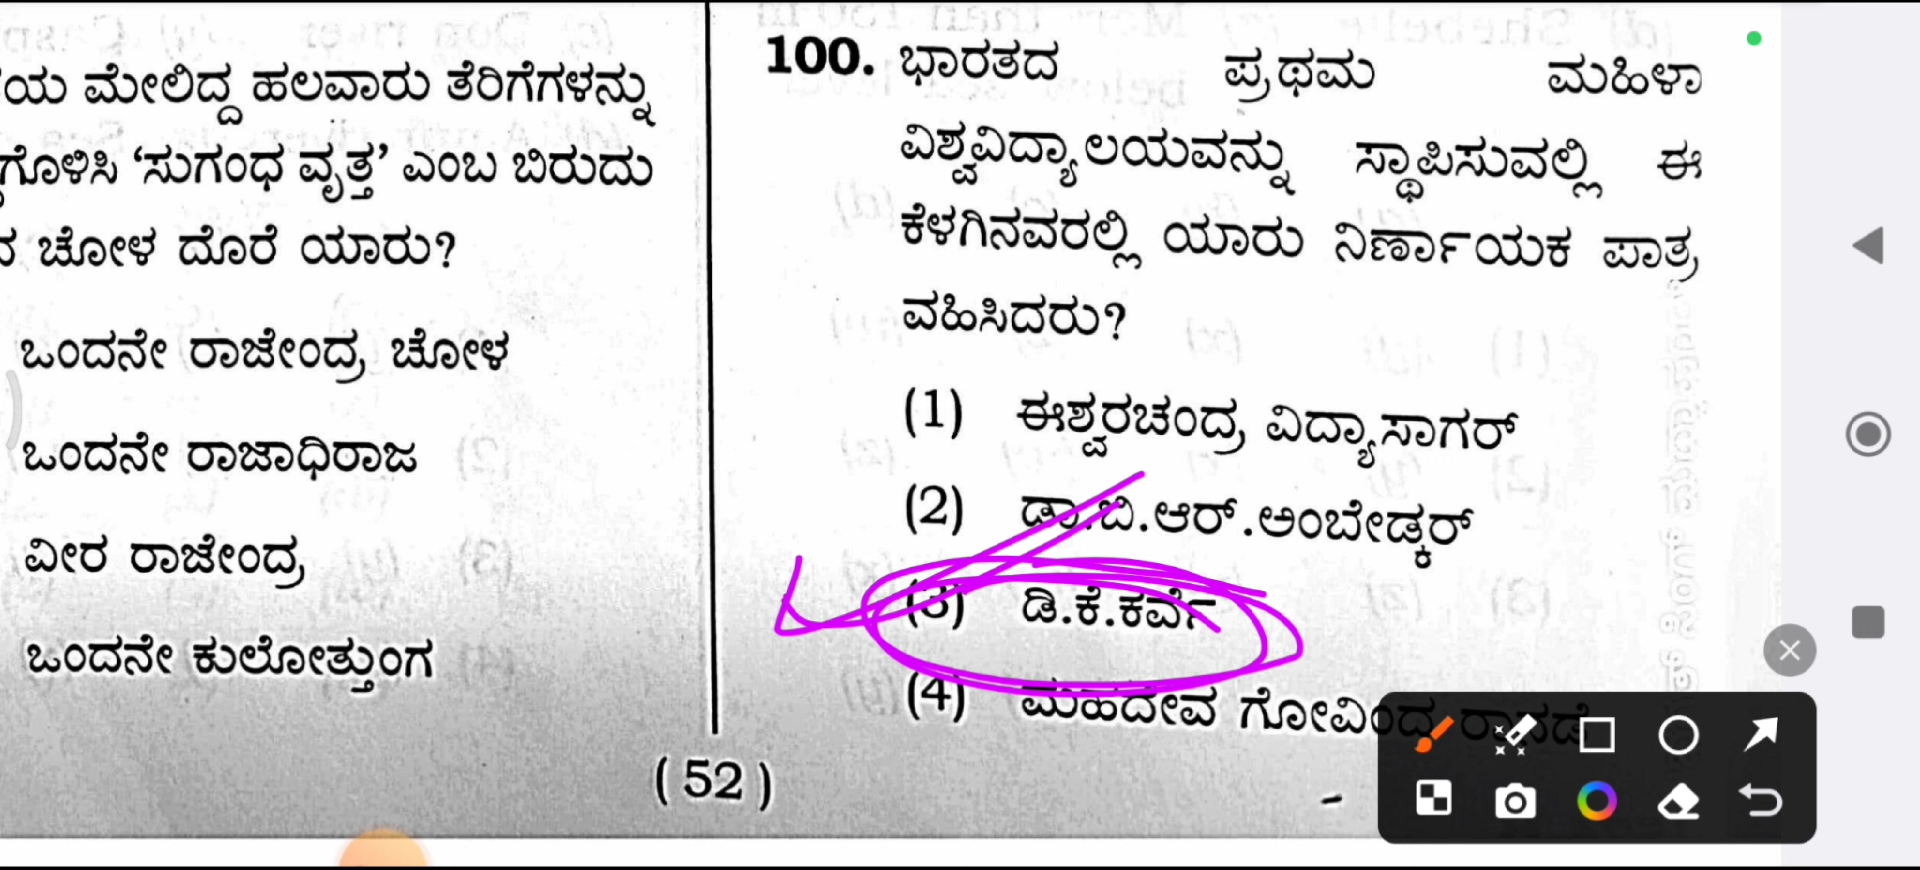 ಯ ಮೇಲಿದ್ದ ಹಲವಾರು ತೆರಿಗೆಗಳನ್ನು
ಗೊಳಿಸಿ ‘ಸುಗಂಧ ವೃತ್ತ’ ಎಂಬ ಬಿರುದು
ಚೋಳ ದೊರೆ ಯಾರು?
ಒಂದನೇ ರಾಜೇಂದ್ರ ಚೋಳ
ಒಂದನೇ ರಾಜಾಧಿರಾಜ
ವೀರ ರಾಜೇಂದ್ರ
ಒಂದನೇ ಕುಲೋತ್ತುಂಗ
100. ಭಾರತದ ಪ್ರಥಮ ಮಹಿಳಾ
ವಿಶ್ವವಿದ್ಯಾಲಯವನ್ನು ಸ್ಥಾಪಿಸುವಲ್ಲಿ ಈ
ಕೆಳಗಿನವರಲ್ಲಿ ಯಾರು ನಿರ್ಣಾಯಕ ಪಾತ್ರ
ವಹಿಸಿದರು?
(1) ಈಶ್ವರಚಂದ್ರ ವಿದ್ಯಾಸಾಗರ್
(2) ಡಾ.ಬಿ.ಆರ್.ಅಂಬೇಡ್ಕರ್
(3) ಡಿ.ಕೆ.ಕರ್ವೆ
(4) ಮಹದೇವ ಗೋವಿಂದ ರಾನಡೆ
(52)